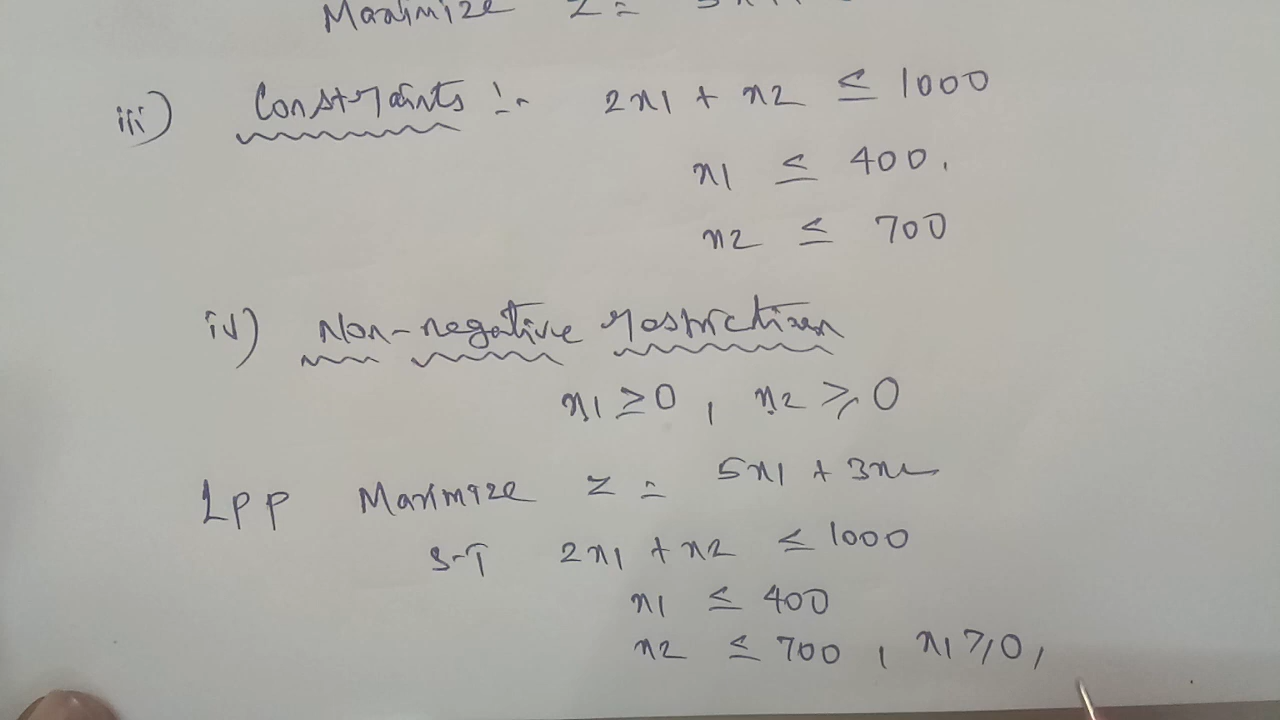 Maximize Z =
iii) Constraints :- 2x1 + x2 ≤ 1000
x1 ≤ 400.
x2 ≤ 700
iv) Non-negative restriction
x1 ≥ 0 , x2 ≥ 0
Lpp Maximize z = 5x1 + 3x2
S-T 2x1 + x2 ≤ 1000
x1 ≤ 400
x2 ≤ 700 , x1 ≥ 0 ,